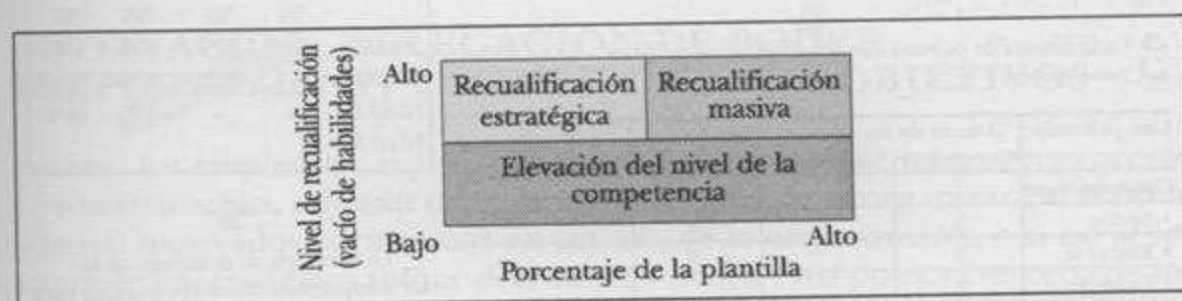 Nivel de recualificación
(vacío de habilidades)
Alto
Recualificación
estratégica
Recualificación
masiva
Elevación del nivel de la
competencia
Bajo
Alto
Porcentaje de la plantilla